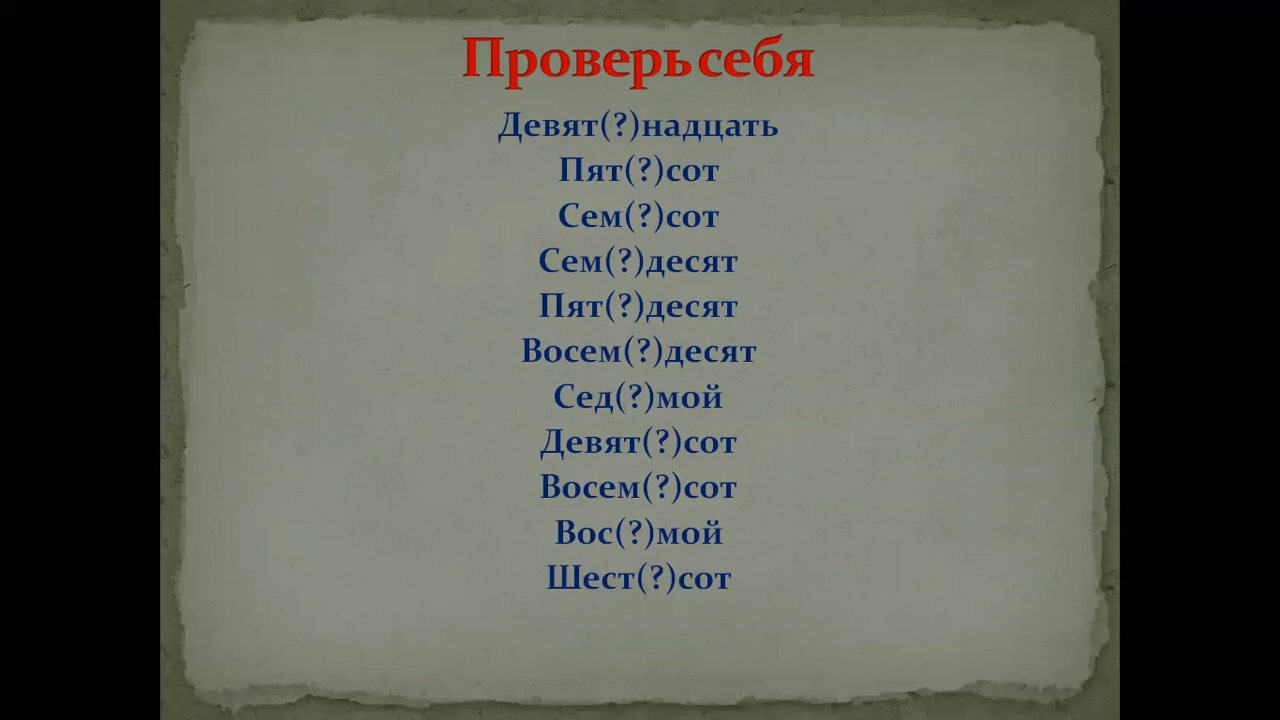 Проверь себя
Девят(?)надцать
Пят(?)сот
Сем(?)сот
Сем(?)десят
Пят(?)десят
Восем(?)десят
Сед(?)мой
Девят(?)сот
Восем(?)сот
Вос(?)мой
Шест(?)сот